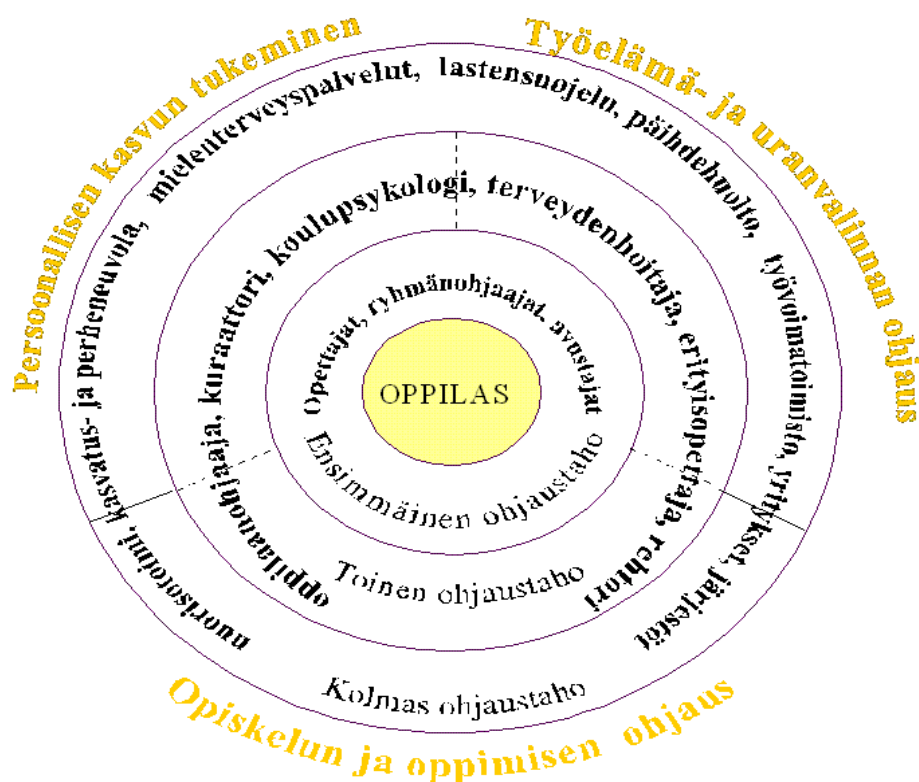 Persoonallisen kasvun tukeminen
Työelämä- ja uranvalinnan ohjaus
nuorisotoimi, kasvatus- ja perheneuvola, mielenterveyspalvelut, lastensuojelu, päihdehuolto, työvoimatoimisto, yritykset, järjestöt
oppilaanohjaaja, kuraattori, koulupsykologi, terveydenhoitaja, erityisopettaja, rehtori
Opettajat, ryhmänohjaajat, avustajat
OPPILAS
Ensimmäinen ohjaustaho
Toinen ohjaustaho
Kolmas ohjaustaho
Opiskelun ja oppimisen ohjaus